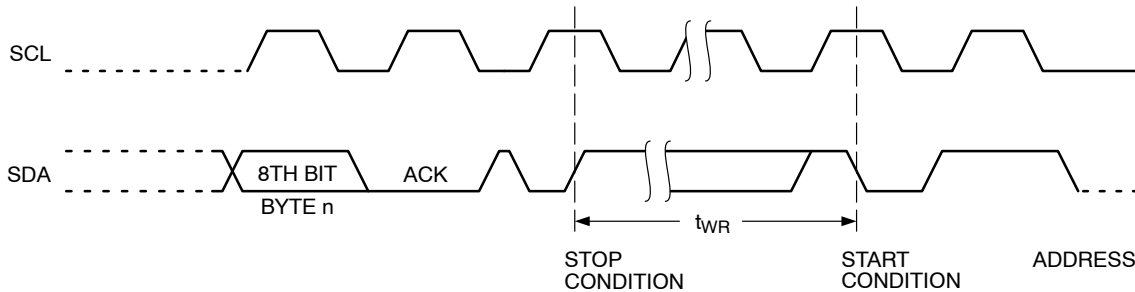 SCL
SDA
8TH BIT
ACK
BYTE n
tWR
STOP
CONDITION
START
CONDITION
ADDRESS